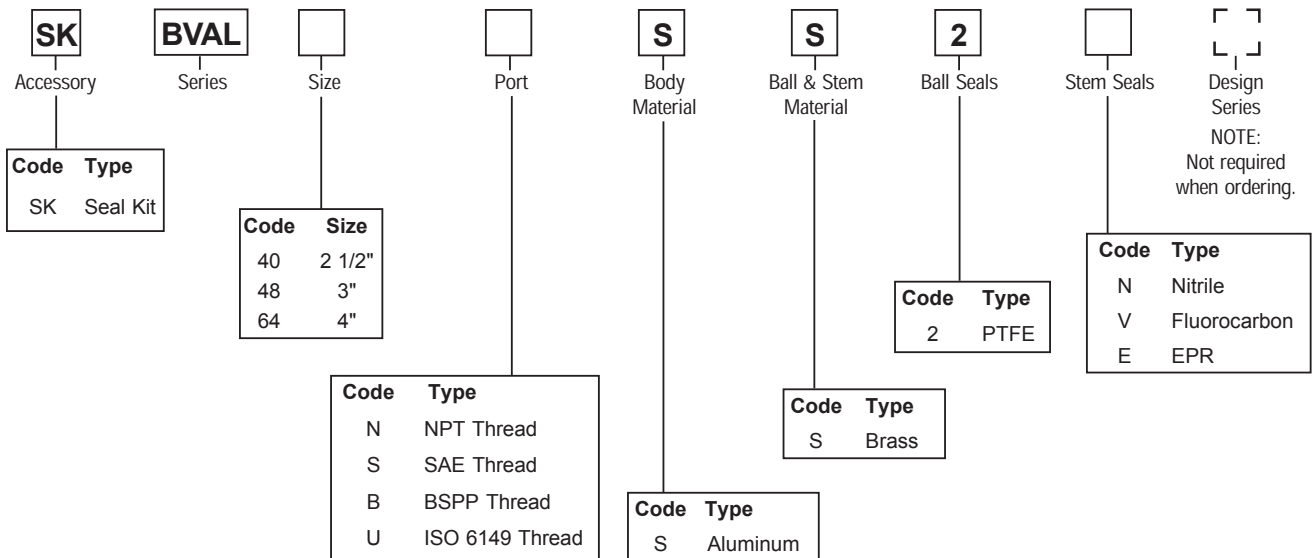 SK BVAL S S 2
Accessory Series Size Port Body Material Ball & Stem Material Ball Seals Stem Seals Design Series
NOTE:
Not required
when ordering.
Code Type
SK Seal Kit
Code Size
40 2 1/2"
48 3"
64 4"
Code Type
N NPT Thread
S SAE Thread
B BSPP Thread
U ISO 6149 Thread
Code Type
S Aluminum
Code Type
S Brass
Code Type
2 PTFE
Code Type
N Nitrile
V Fluorocarbon
E EPR